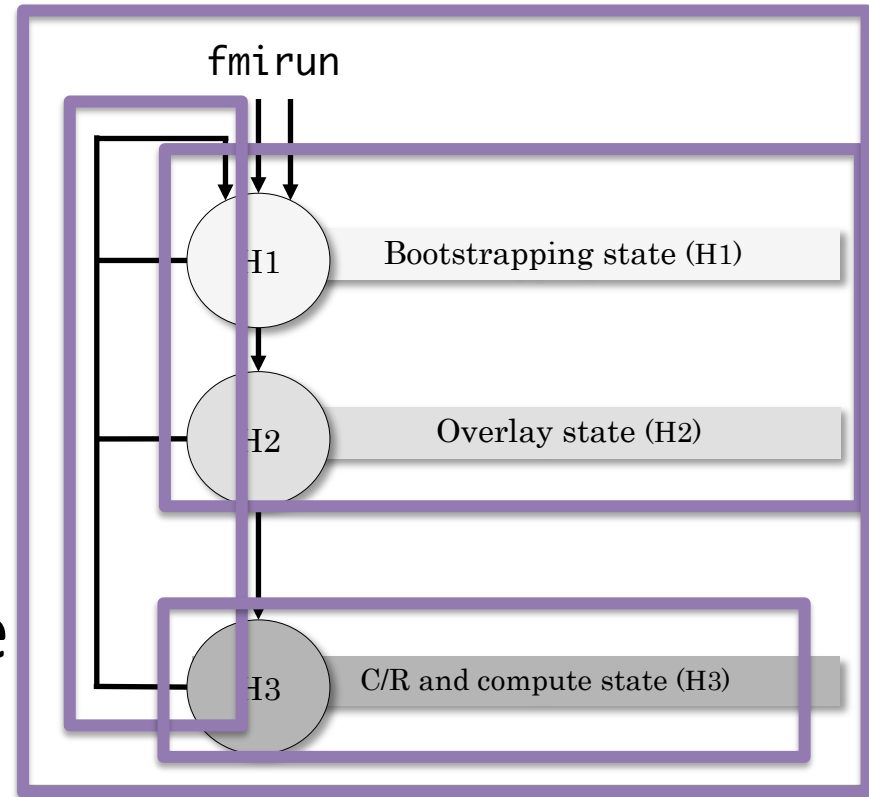 fmirun
H1
Bootstrapping state (H1)
H2
Overlay state (H2)
e
H3
C/R and compute state (H3)